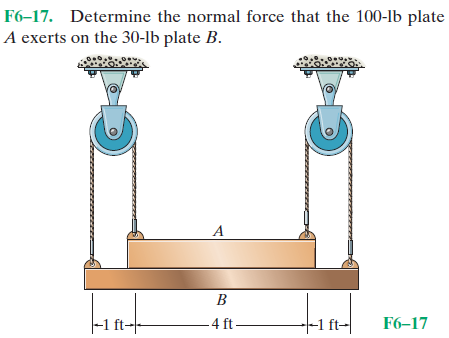 F6–17. Determine the normal force that the 100-lb plate
A exerts on the 30-lb plate B.
A
B
1 ft
4 ft
1 ft
F6–17